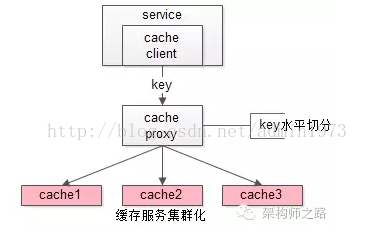 service
cache
client
key
cache
proxy
key水平切分
cache1
cache2
cache3
缓存服务集群化
架构师之路